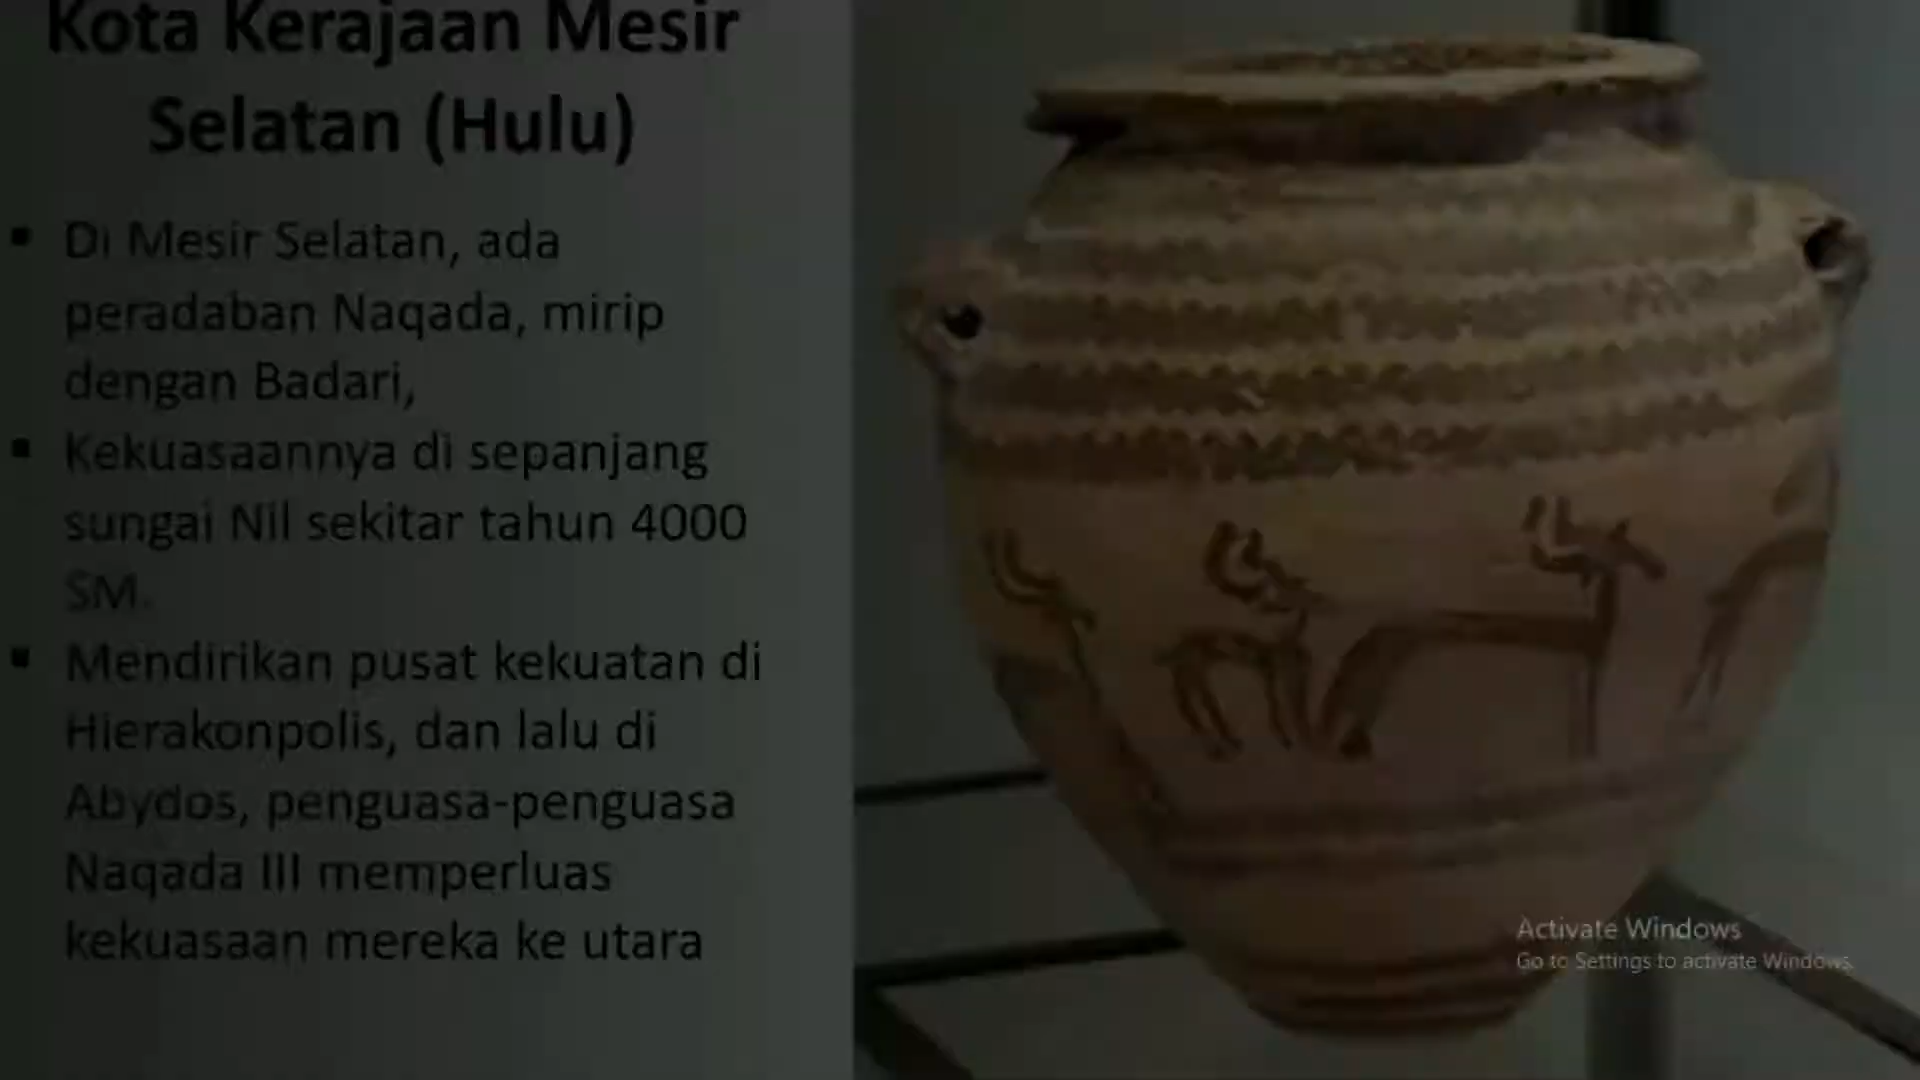 Kota Kerajaan Mesir
Selatan (Hulu)
▪ Di Mesir Selatan, ada
peradaban Naqada, mirip
dengan Badari,
▪ Kekuasaannya di sepanjang
sungai Nil sekitar tahun 4000
SM.
▪ Mendirikan pusat kekuatan di
Hierakonpolis, dan lalu di
Abydos, penguasa-penguasa
Naqada III memperluas
kekuasaan mereka ke utara
Activate Windows
Go to Settings to activate Windows.